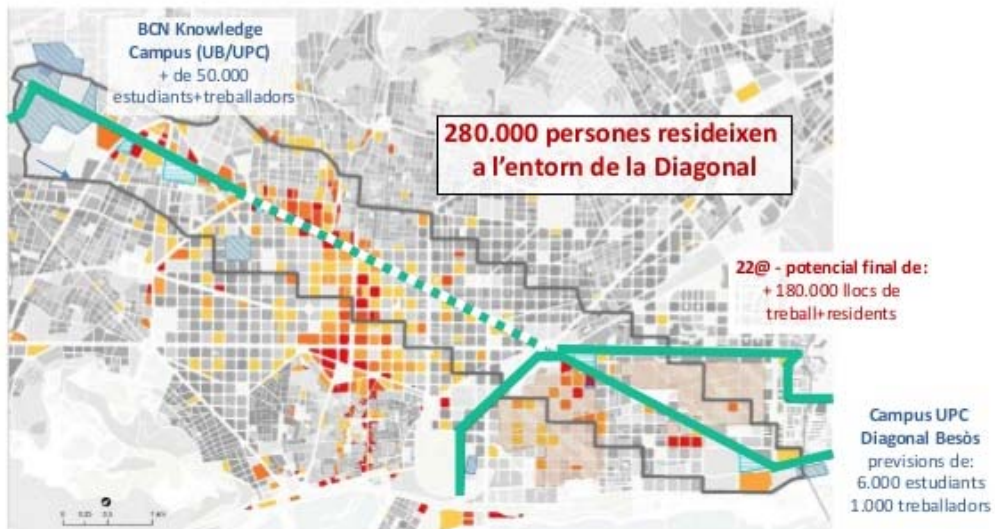 BCN Knowledge
Campus (UB/UPC)
+ de 50.000
estudiants+treballadors
280.000 persones resideixen
a l’entorn de la Diagonal
22@ - potencial final de:
+ 180.000 llocs de
treball+residents
Campus UPC
Diagonal Besòs
previsions de:
6.000 estudiants
1.000 treballadors